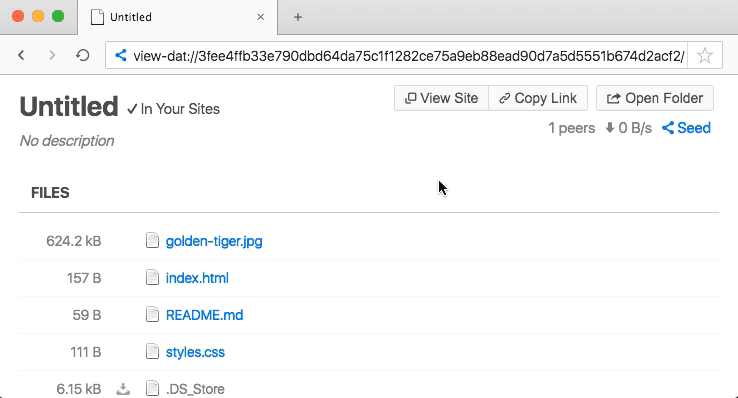 Untitled
view-dat://3fee4ffb33e790dbd64da75c1f1282ce75a9eb88ead90d7a5d5551b674d2acf2/
Untitled ✓ In Your Sites
View Site Copy Link Open Folder
No description
1 peers 0 B/s Seed
FILES
624.2 kB golden-tiger.jpg
157 B index.html
59 B README.md
111 B styles.css
6.15 kB .DS_Store